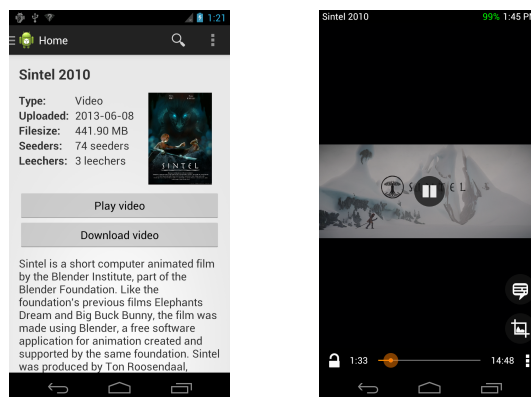 1:21
Home
Sintel 2010
Type: Video
Uploaded: 2013-06-08
Filesize: 441.90 MB
Seeders: 74 seeders
Leechers: 3 leechers
SINTEL
Play video
Download video
Sintel is a short computer animated film
by the Blender Institute, part of the
Blender Foundation. Like the
foundation's previous films Elephants
Dream and Big Buck Bunny, the film was
made using Blender, a free software
application for animation created and
supported by the same foundation. Sintel
was produced by Ton Roosendaal,
Sintel 2010 99% 1:45 PM
S EL
1:33 14:48